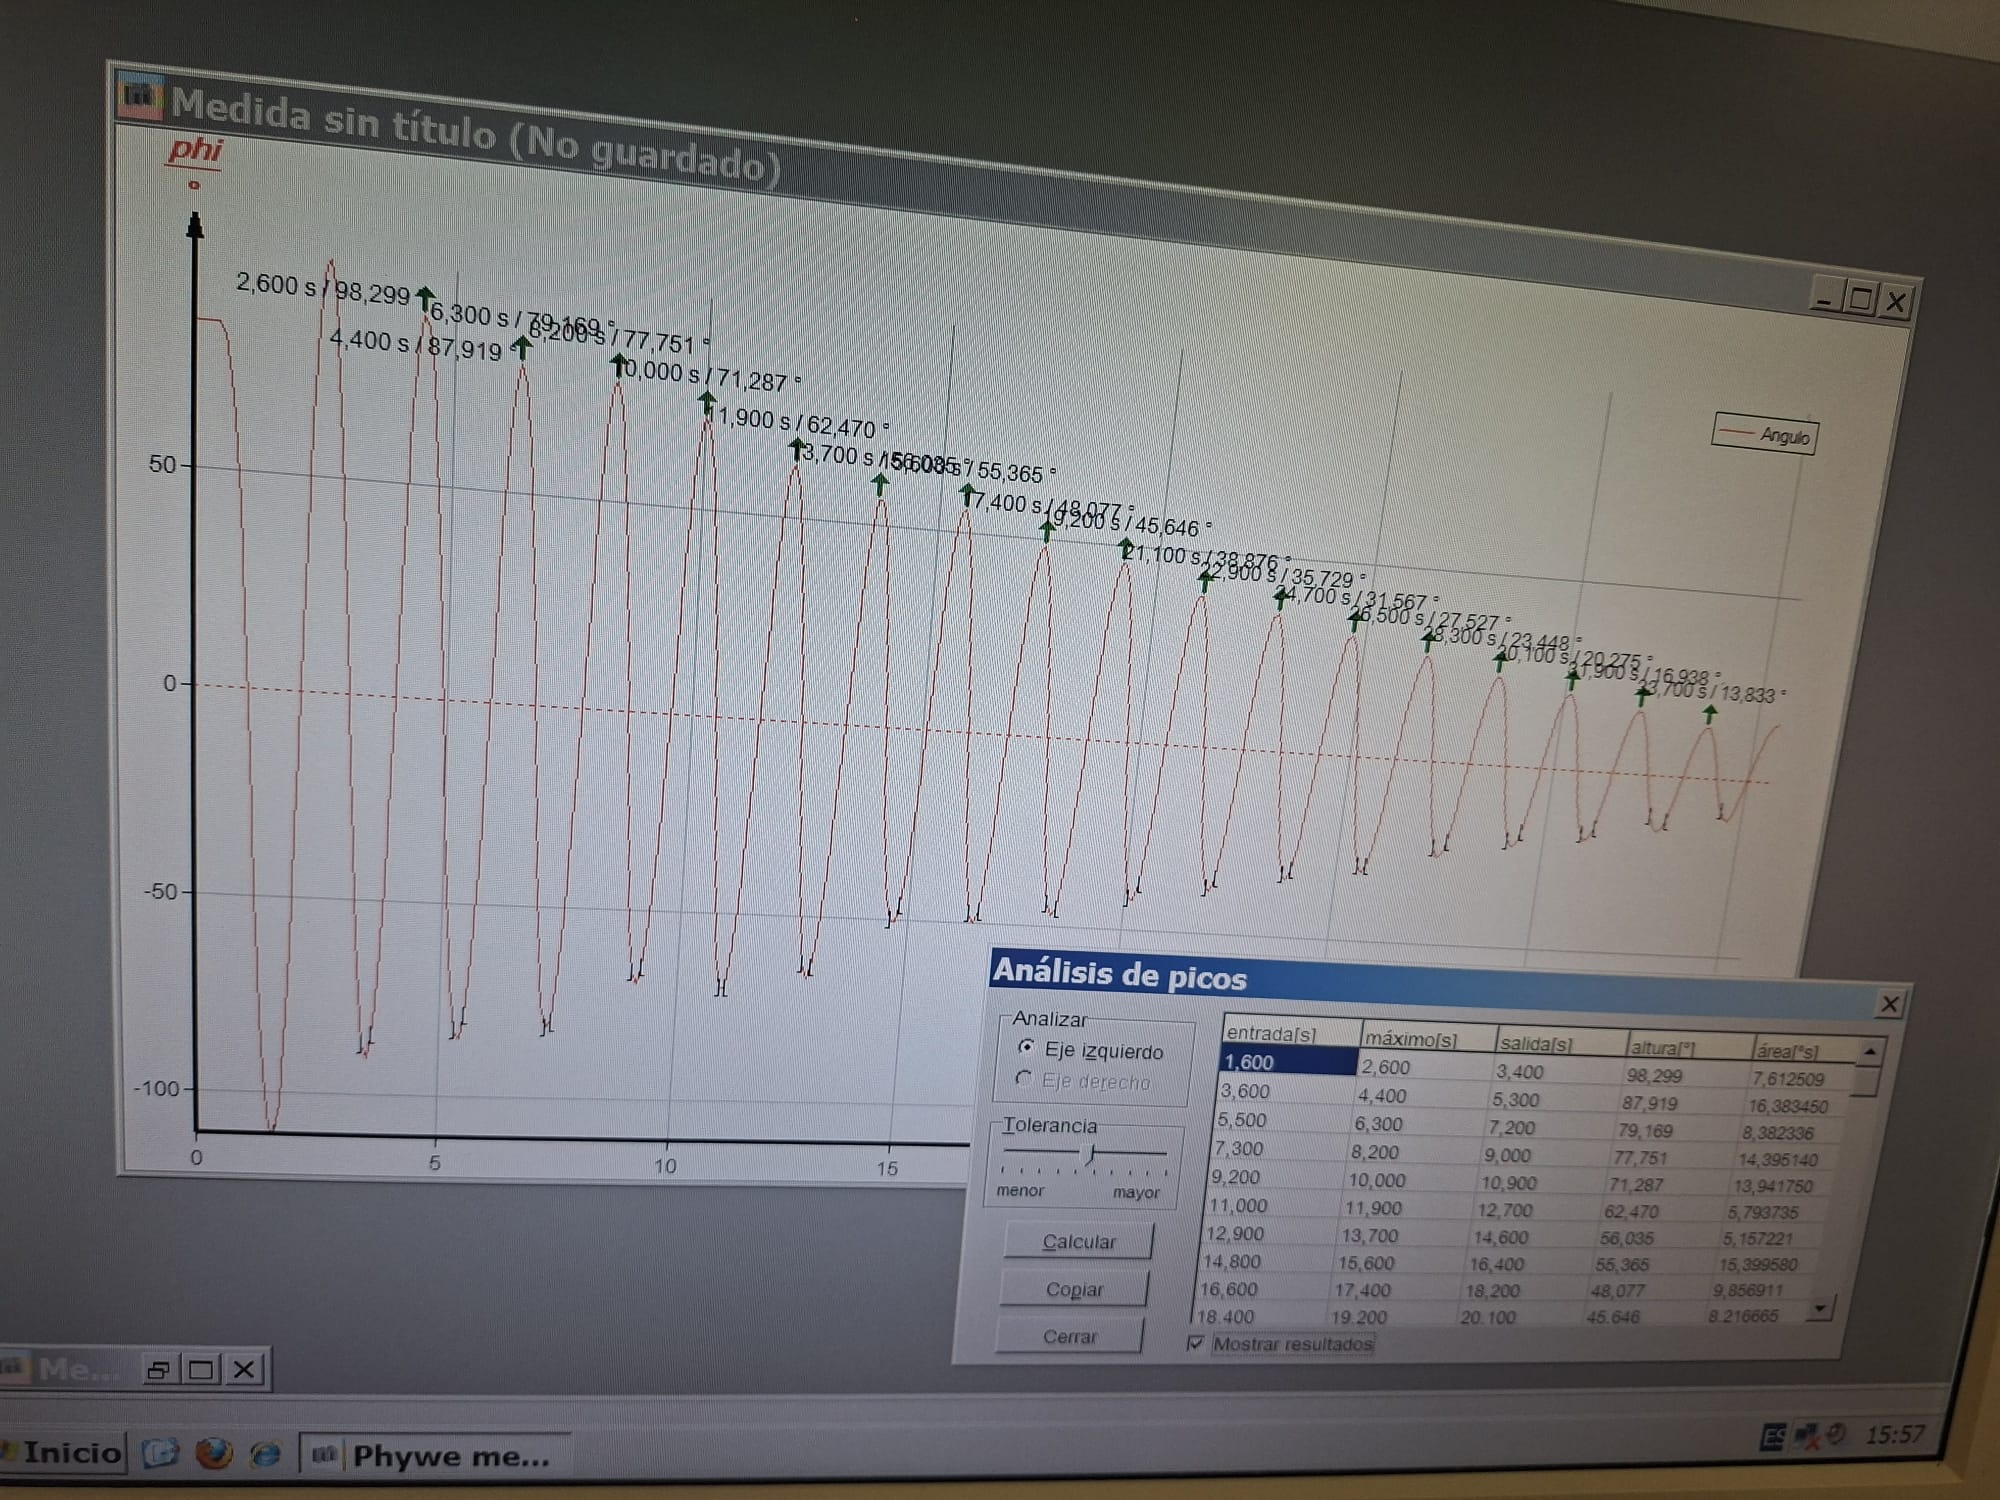 Medida sin título (No guardado)
phi
°
2,600 s / 98,299
6,300 s / 79,169 °
8,200 s / 77,751 °
4,400 s / 87,919 °
10,000 s / 71,287 °
11,900 s / 62,470 °
13,700 s / 56,035 °
15,600 s / 55,365 °
17,400 s / 48,077 °
19,200 s / 45,646 °
21,100 s / 38,876 °
22,900 s / 35,729 °
24,700 s / 31,567 °
26,500 s / 27,527 °
28,300 s / 23,448 °
30,100 s / 20,275 °
31,900 s / 16,938 °
33,700 s / 13,833 °
Angulo
50
0
-50
-100
0
5
10
15
Análisis de picos
Analizar
Eje izquierdo
Eje derecho
Tolerancia
menor mayor
Calcular
Copiar
Cerrar
entrada[s] máximo[s] salida[s] altura[°] área[°s]
1,600 2,600 3,400 98,299 7,612509
3,600 4,400 5,300 87,919 16,383450
5,500 6,300 7,200 79,169 8,382336
7,300 8,200 9,000 77,751 14,395140
9,200 10,000 10,900 71,287 13,941750
11,000 11,900 12,700 62,470 5,793735
12,900 13,700 14,600 56,035 5,157221
14,800 15,600 16,400 55,365 15,399580
16,600 17,400 18,200 48,077 9,856911
18.400 19.200 20.100 45.646 8.216665
Mostrar resultados
Me...
Inicio
Phywe me...
ES
15:57